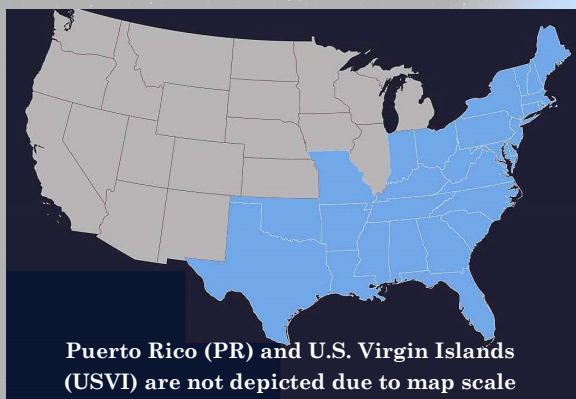 Puerto Rico (PR) and U.S. Virgin Islands
(USVI) are not depicted due to map scale